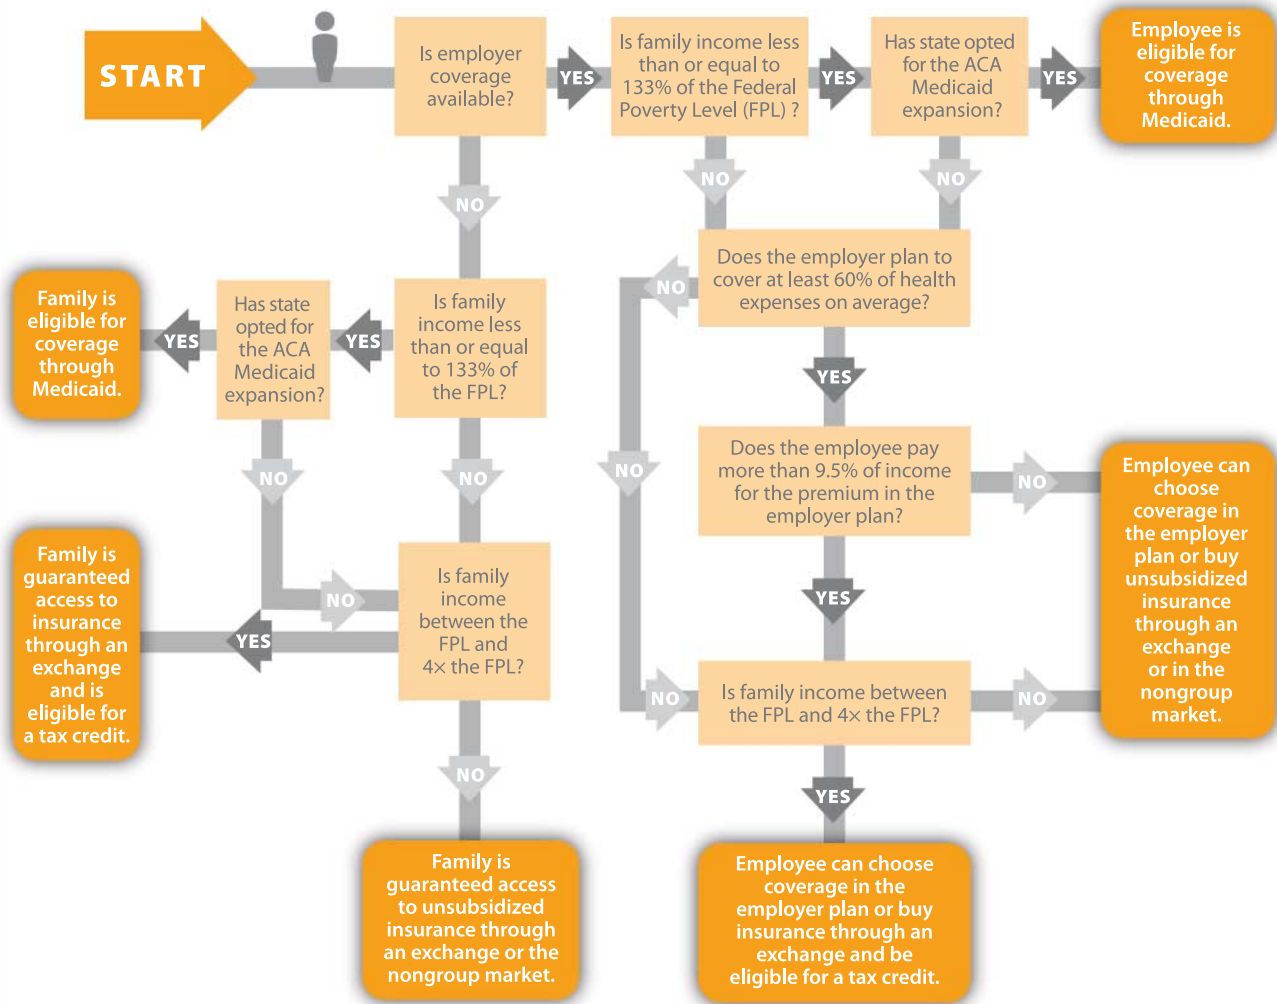 START
Is employer
coverage
available?
YES
Is family income less
than or equal to
133% of the Federal
Poverty Level (FPL) ?
YES
Has state opted
for the ACA
Medicaid
expansion?
YES
Employee is
eligible for
coverage
through
Medicaid.
NO
NO
NO
Family is
eligible for
coverage
through
Medicaid.
YES
Has state
opted for
the ACA
Medicaid
expansion?
YES
Is family
income less
than or equal
to 133% of
the FPL?
NO
Does the employer plan to
cover at least 60% of health
expenses on average?
YES
NO
NO
NO
Does the employee pay
more than 9.5% of income
for the premium in the
employer plan?
NO
Employee can
choose
coverage in
the employer
plan or buy
unsubsidized
insurance
through an
exchange
or in the
nongroup
market.
Family is
guaranteed
access to
insurance
through an
exchange
and is
eligible for
a tax credit.
NO
YES
Is family
income
between the
FPL and
4× the FPL?
YES
NO
Is family income between
the FPL and 4× the FPL?
NO
NO
YES
Family is
guaranteed access
to unsubsidized
insurance through
an exchange or the
nongroup market.
Employee can choose
coverage in the
employer plan or buy
insurance through an
exchange and be
eligible for a tax credit.